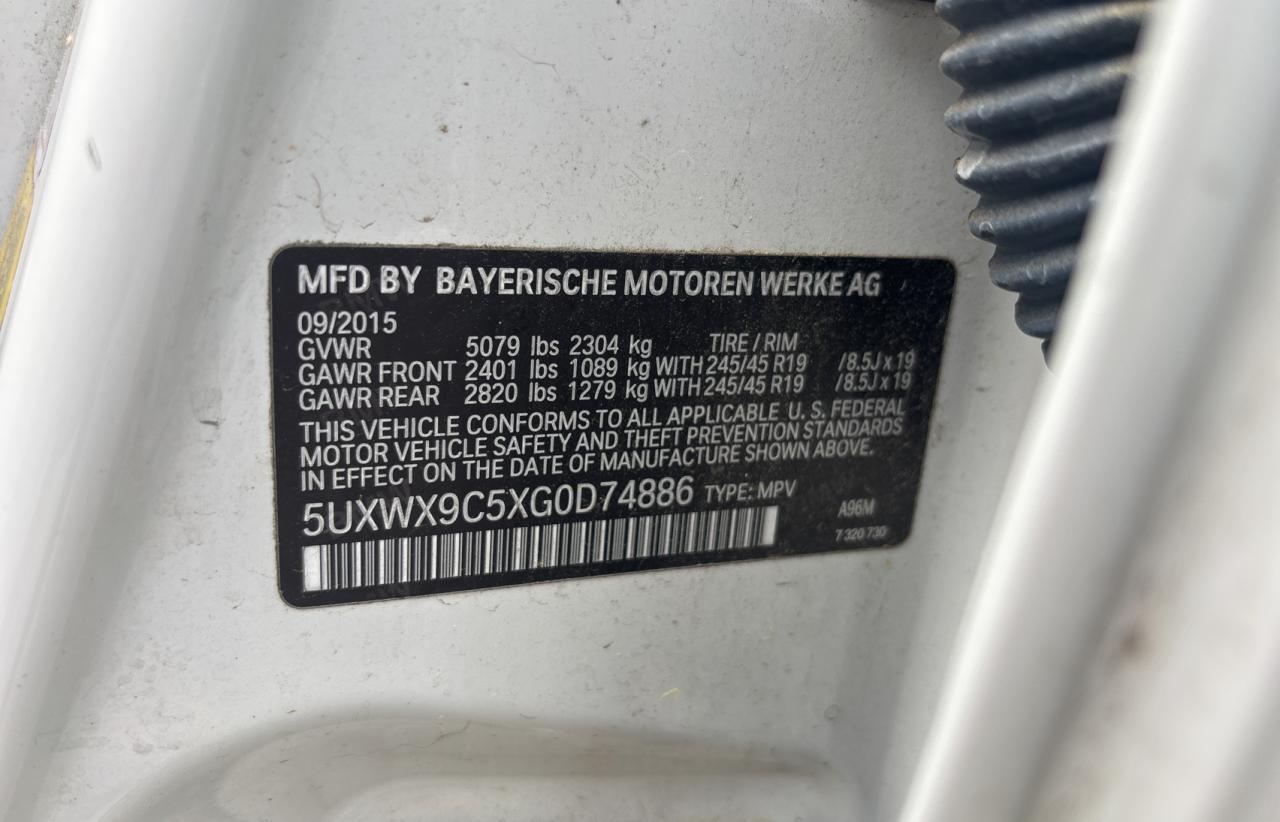 MFD BY BAYERISCHE MOTOREN WERKE AG
09/2015
GVWR 5079 lbs 2304 kg TIRE / RIM
GAWR FRONT 2401 lbs 1089 kg WITH 245/45 R19 /8.5J x 19
GAWR REAR 2820 lbs 1279 kg WITH 245/45 R19 /8.5J x 19
THIS VEHICLE CONFORMS TO ALL APPLICABLE U. S. FEDERAL
MOTOR VEHICLE SAFETY AND THEFT PREVENTION STANDARDS
IN EFFECT ON THE DATE OF MANUFACTURE SHOWN ABOVE.
5UXWX9C5XG0D74886 TYPE: MPV
A96M
7 320 730